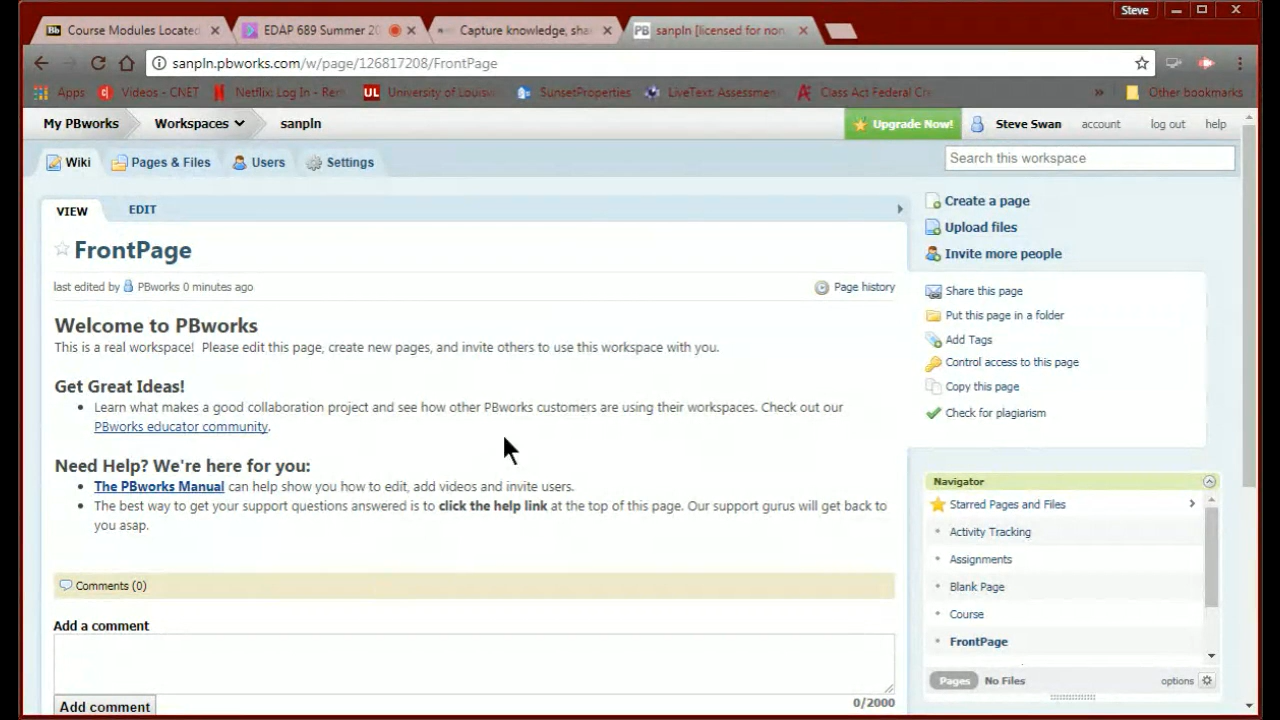 Steve
Course Modules Located
EDAP 689 Summer 20
Capture knowledge, sha
sanpln [licensed for non
sanpln.pbworks.com/w/page/126817208/FrontPage
Apps
Videos - CNET
Netflix: Log In - Ren
University of Louisv
SunsetProperties
LiveText: Assessmen
Class Act Federal Cr
»
Other bookmarks
My PBworks
Workspaces
sanpln
Upgrade Now!
Steve Swan
account
log out
help
Wiki
Pages & Files
Users
Settings
Search this workspace
VIEW
EDIT
Create a page
Upload files
Invite more people
FrontPage
last edited by PBworks 0 minutes ago
Page history
Share this page
Put this page in a folder
Add Tags
Control access to this page
Copy this page
Check for plagiarism
Welcome to PBworks
This is a real workspace! Please edit this page, create new pages, and invite others to use this workspace with you.
Get Great Ideas!
• Learn what makes a good collaboration project and see how other PBworks customers are using their workspaces. Check out our
PBworks educator community.
Need Help? We're here for you:
• The PBworks Manual can help show you how to edit, add videos and invite users.
• The best way to get your support questions answered is to click the help link at the top of this page. Our support gurus will get back to
you asap.
Comments (0)
Add a comment
0/2000
Add comment
Navigator
Starred Pages and Files
Activity Tracking
Assignments
Blank Page
Course
FrontPage
Pages
No Files
options